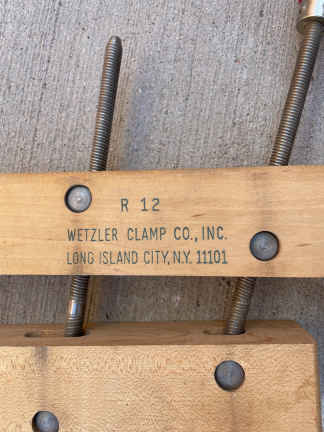 R 12
WETZLER CLAMP CO., INC.
LONG ISLAND CITY, N.Y. 11101